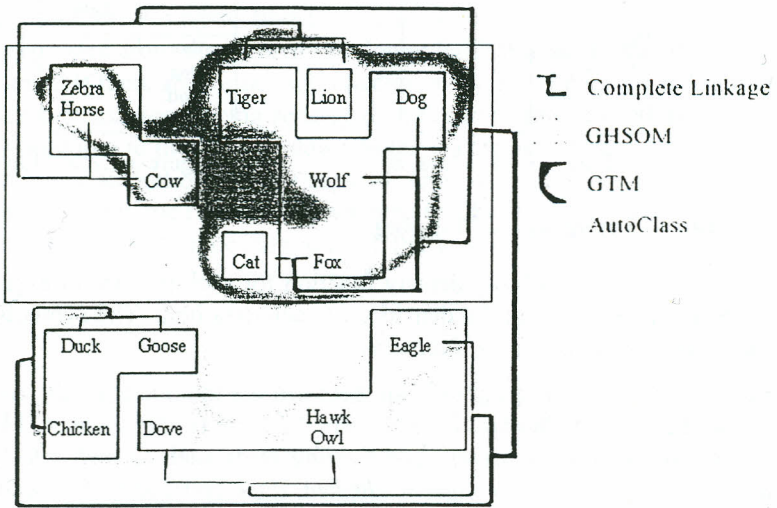 Zebra
Horse
Tiger
Lion
Dog
Cow
Wolf
Cat
Fox
Duck
Goose
Eagle
Chicken
Dove
Hawk
Owl
Complete Linkage
GHSOM
GTM
AutoClass